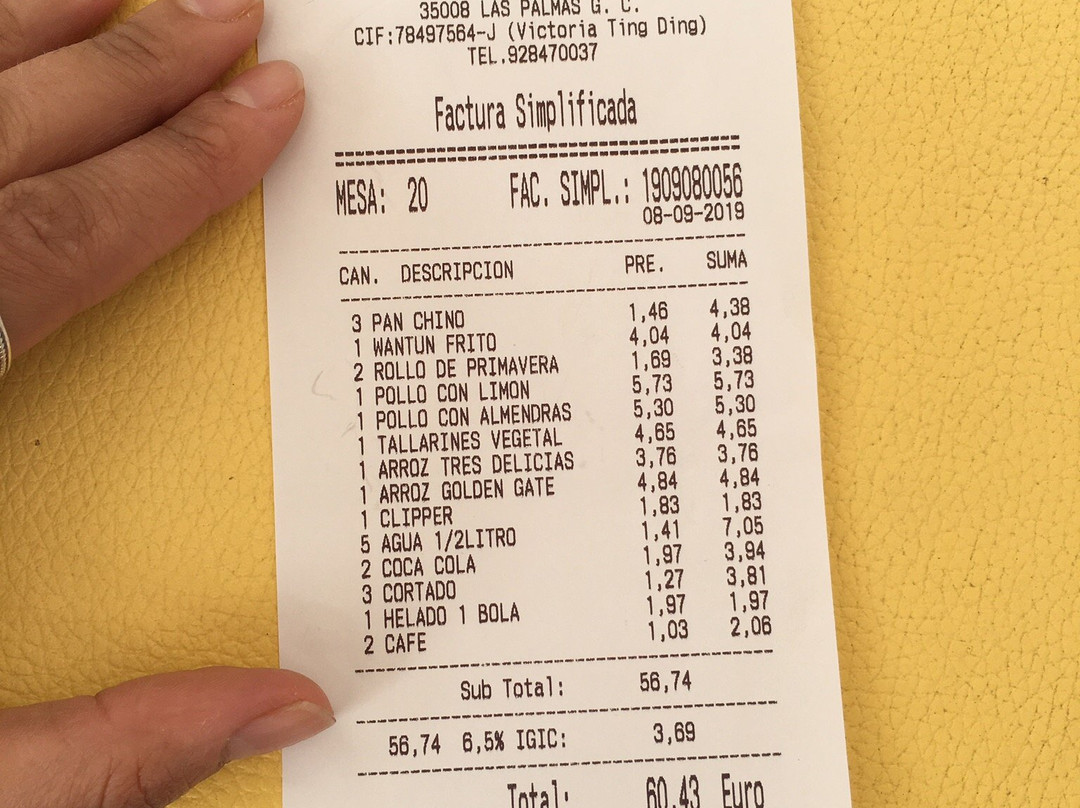 35008 LAS PALMAS G. C.
CIF:78497564-J (Victoria Ting Ding)
TEL.928470037
Factura Simplificada
================================================
MESA: 20 FAC. SIMPL.: 1909080056
08-09-2019
------------------------------------------------
CAN. DESCRIPCION PRE. SUMA
------------------------------------------------
3 PAN CHINO 1,46 4,38
1 WANTUN FRITO 4,04 4,04
2 ROLLO DE PRIMAVERA 1,69 3,38
1 POLLO CON LIMON 5,73 5,73
1 POLLO CON ALMENDRAS 5,30 5,30
1 TALLARINES VEGETAL 4,65 4,65
1 ARROZ TRES DELICIAS 3,76 3,76
1 ARROZ GOLDEN GATE 4,84 4,84
1 CLIPPER 1,83 1,83
5 AGUA 1/2LITRO 1,41 7,05
2 COCA COLA 1,97 3,94
3 CORTADO 1,27 3,81
1 HELADO 1 BOLA 1,97 1,97
2 CAFE 1,03 2,06
------------------------------------------------
Sub Total: 56,74
------------------------------------------------
56,74 6,5% IGIC: 3,69
------------------------------------------------
Total: 60,43 Euro